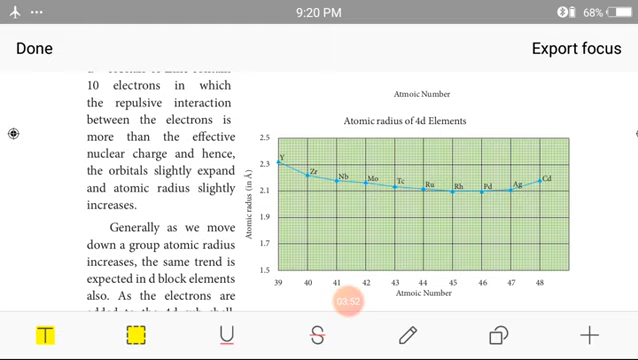 9:20 PM
68%
Done
Export focus
10 electrons in which
the repulsive interaction
between the electrons is
more than the effective
nuclear charge and hence,
the orbitals slightly expand
and atomic radius slightly
increases.
Generally as we move
down a group atomic radius
increases, the same trend is
expected in d block elements
also. As the electrons are
Atmoic Number
Atomic radius of 4d Elements
Atomic radius (in Å)
2.5
2.3
2.1
1.9
1.7
1.5
Y
Zr
Nb
Mo
Tc
Ru
Rh
Pd
Ag
Cd
39 40 41 42 43 44 45 46 47 48
Atmoic Number
03:52
T
U
S